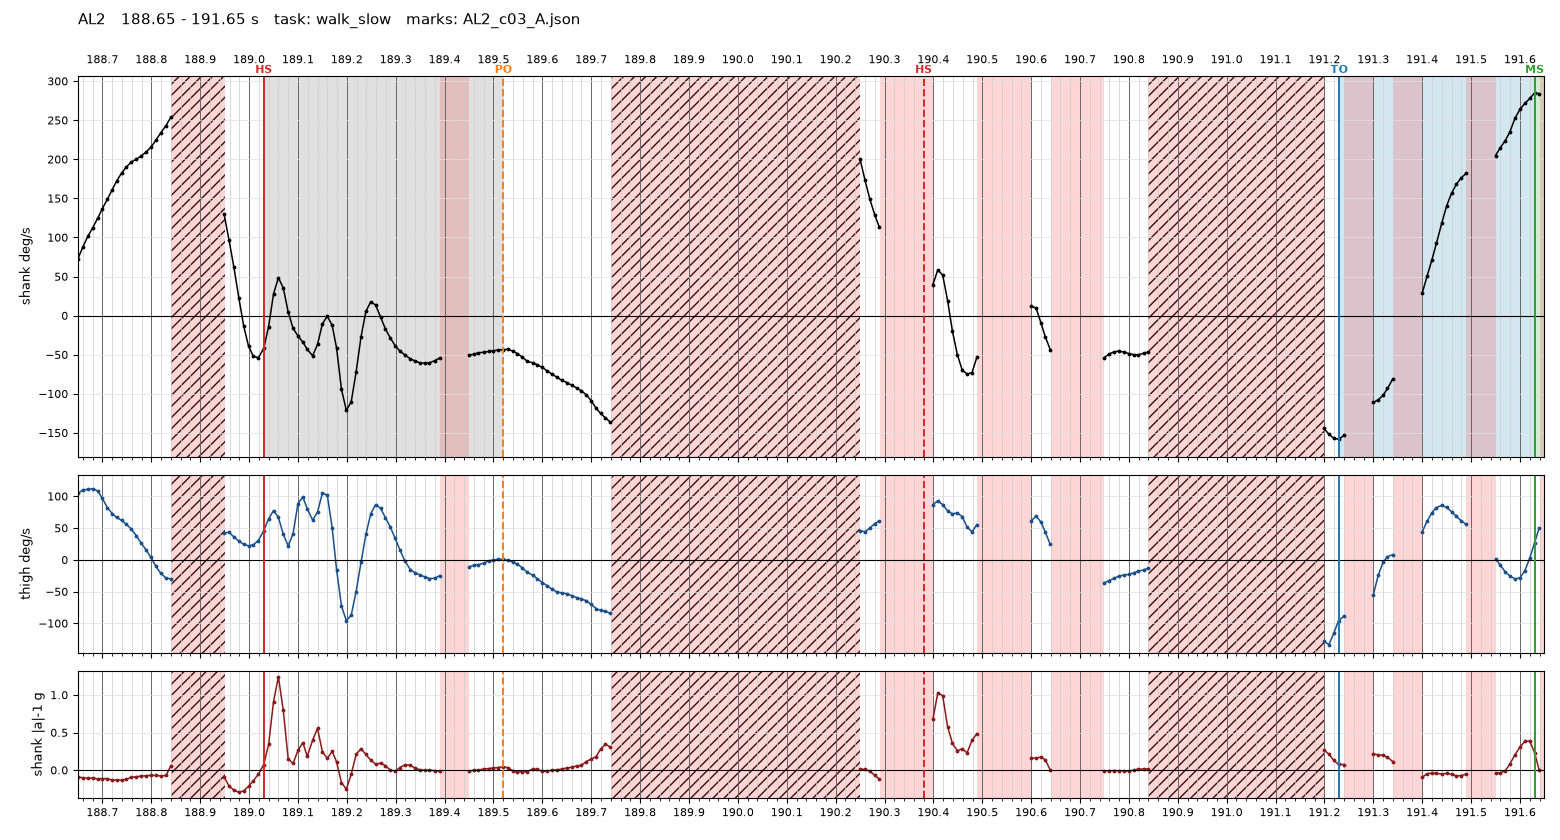 AL2   188.65 - 191.65 s   task: walk_slow   marks: AL2_c03_A.json
188.7 188.8 188.9 189.0 189.1 189.2 189.3 189.4 189.5 189.6 189.7 189.8 189.9 190.0 190.1 190.2 190.3 190.4 190.5 190.6 190.7 190.8 190.9 191.0 191.1 191.2 191.3 191.4 191.5 191.6
HS PO HS TO MS
300
250
200
150
100
50
0
−50
−100
−150
shank deg/s
100
50
0
−50
−100
thigh deg/s
1.0
0.5
0.0
shank |a|-1 g
188.7 188.8 188.9 189.0 189.1 189.2 189.3 189.4 189.5 189.6 189.7 189.8 189.9 190.0 190.1 190.2 190.3 190.4 190.5 190.6 190.7 190.8 190.9 191.0 191.1 191.2 191.3 191.4 191.5 191.6